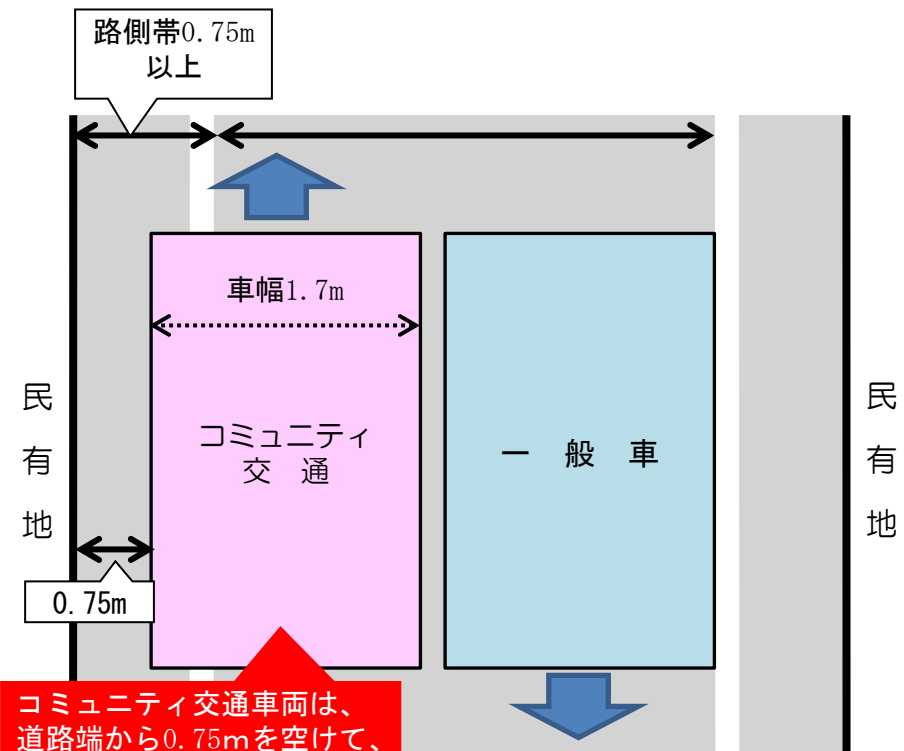 路側帯0.75m
以上
車幅1.7m
コミュニティ
交 通
一 般 車
民
有
地
民
有
地
0.75m
コミュニティ交通車両は、
道路端から0.75mを空けて、